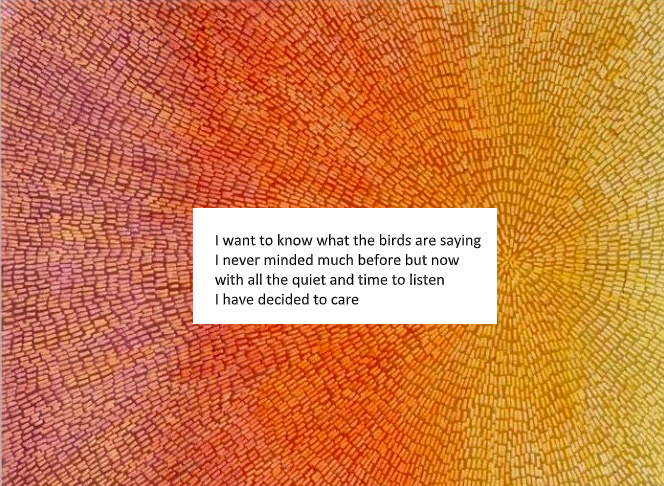 I want to know what the birds are saying
I never minded much before but now
with all the quiet and time to listen
I have decided to care